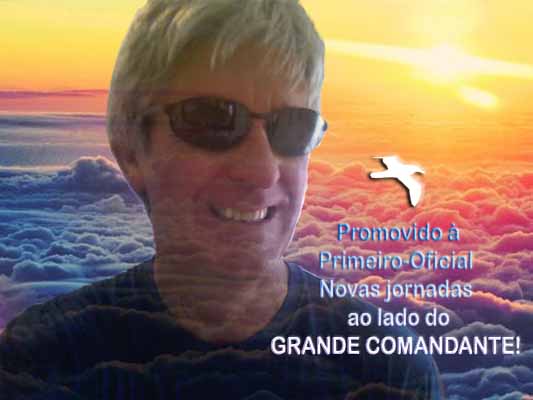 Promovido à
Primeiro-Oficial
Novas jornadas
ao lado do
GRANDE COMANDANTE!